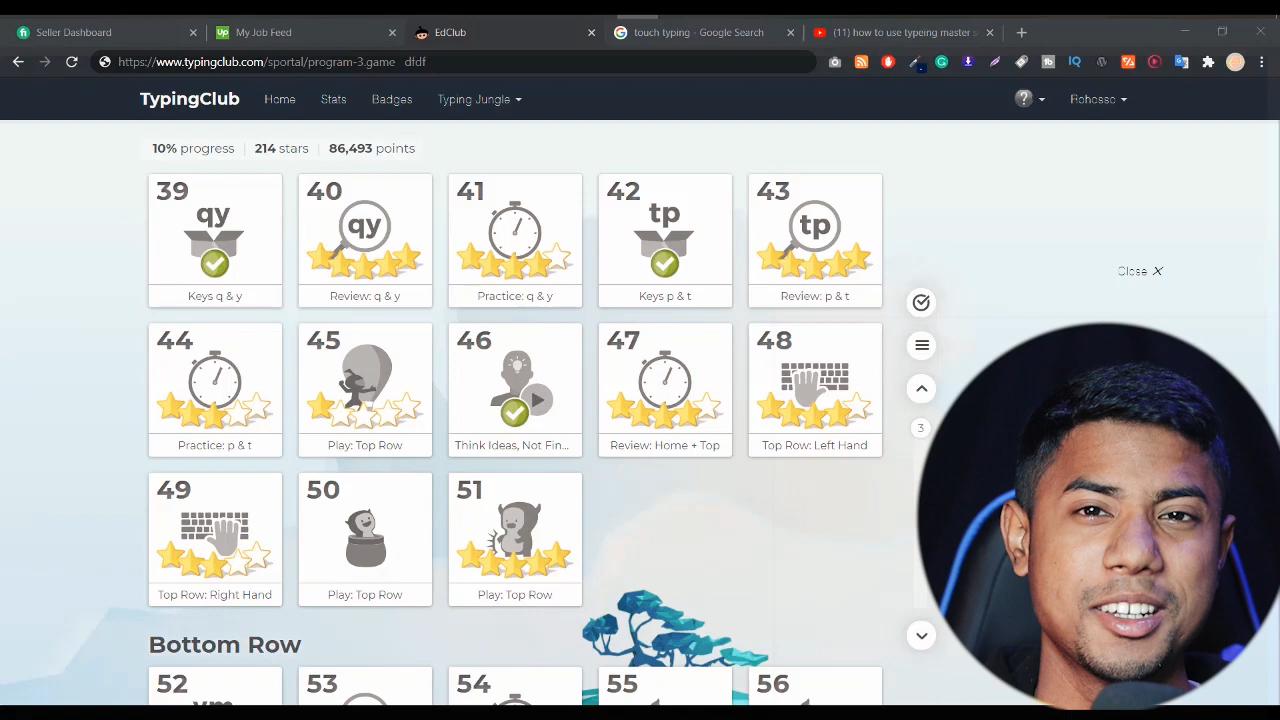 Seller Dashboard
My Job Feed
EdClub
touch typing - Google Search
(11) how to use typeing master s
https://www.typingclub.com/sportal/program-3.game dfdf
TypingClub Home Stats Badges Typing Jungle
Rohosso
10% progress 214 stars 86,493 points
39 40 41 42 43
qy qy tp tp
Keys q & y Review: q & y Practice: q & y Keys p & t Review: p & t
Close X
44 45 46 47 48
Practice: p & t Play: Top Row Think Ideas, Not Fin... Review: Home + Top Top Row: Left Hand
3
49 50 51
Top Row: Right Hand Play: Top Row Play: Top Row
Bottom Row
52 53 54 55 56